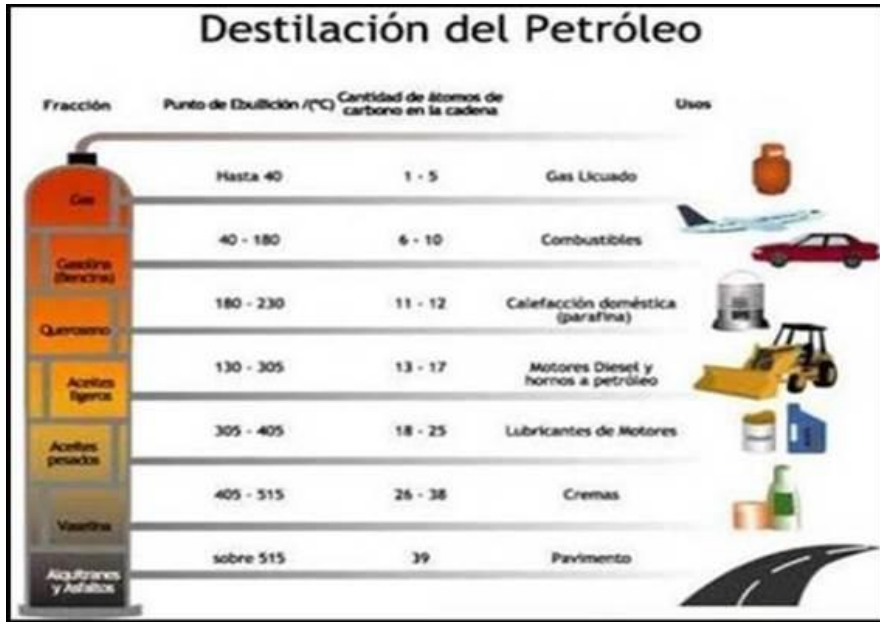 Destilación del Petróleo
Fracción Punto de Ebullición /(°C) Cantidad de átomos de carbono en la cadena Usos
Gas Hasta 40 1 - 5 Gas Licuado
Gasolina (Bencina) 40 - 180 6 - 10 Combustibles
Queroseno 180 - 230 11 - 12 Calefacción doméstica (parafina)
Aceites ligeros 130 - 305 13 - 17 Motores Diesel y hornos a petróleo
Aceites pesados 305 - 405 18 - 25 Lubricantes de Motores
Vaselina 405 - 515 26 - 38 Cremas
Alquitranes y Asfaltos sobre 515 39 Pavimento